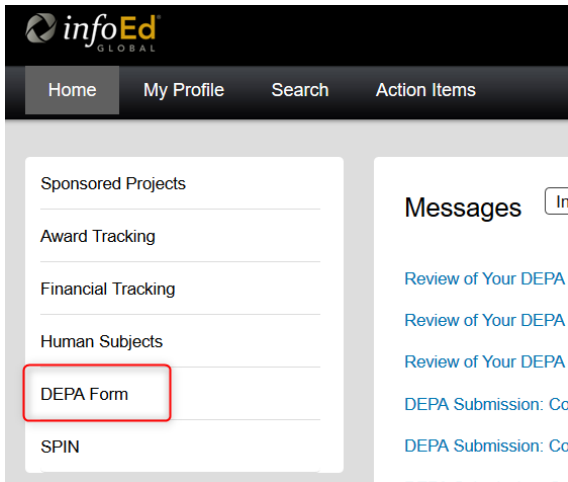 infoEd
GLOBAL
Home My Profile Search Action Items
Sponsored Projects
Award Tracking
Financial Tracking
Human Subjects
DEPA Form
SPIN
Messages
Review of Your DEPA
Review of Your DEPA
Review of Your DEPA
DEPA Submission: Co
DEPA Submission: Co